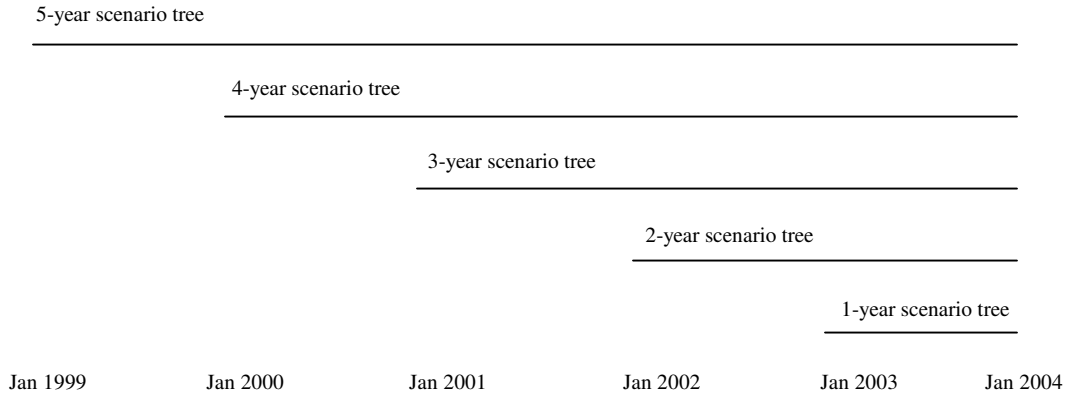 5-year scenario tree
4-year scenario tree
3-year scenario tree
2-year scenario tree
1-year scenario tree
Jan 1999 Jan 2000 Jan 2001 Jan 2002 Jan 2003 Jan 2004